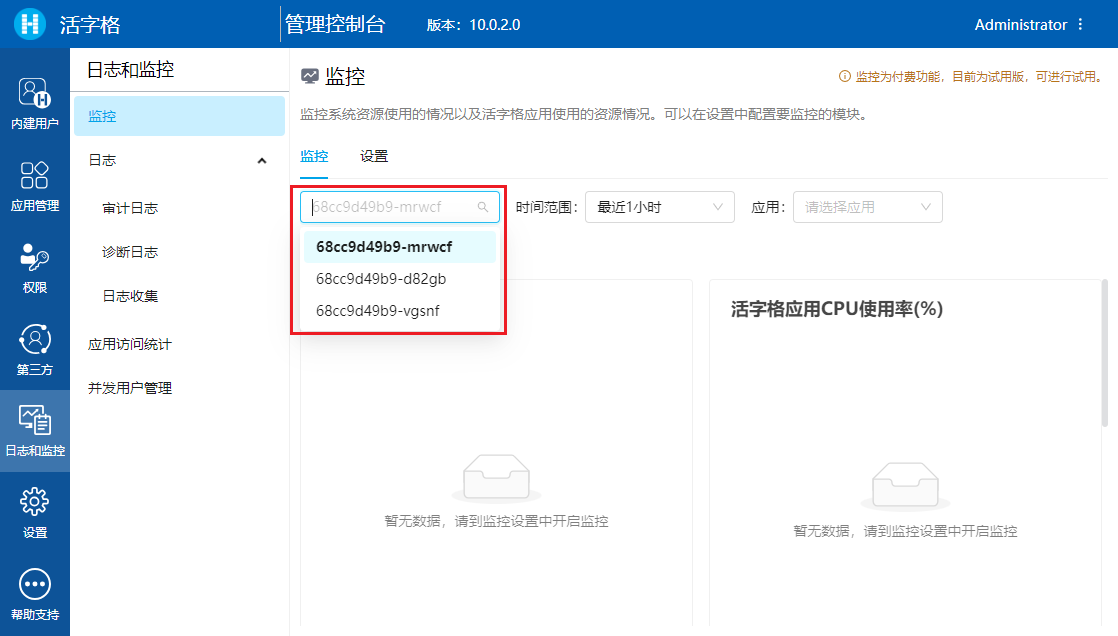 活字格
管理控制台
版本：10.0.2.0
Administrator
内建用户
应用管理
权限
第三方
日志和监控
设置
帮助支持
日志和监控
监控
日志
审计日志
诊断日志
日志收集
应用访问统计
并发用户管理
监控
监控为付费功能，目前为试用版，可进行试用。
监控系统资源使用的情况以及活字格应用使用的资源情况。可以在设置中配置要监控的模块。
监控 设置
68cc9d49b9-mrwcf 时间范围： 最近1小时 应用： 请选择应用
68cc9d49b9-mrwcf
68cc9d49b9-d82gb
68cc9d49b9-vgsnf
活字格应用CPU使用率(%)
暂无数据，请到监控设置中开启监控
暂无数据，请到监控设置中开启监控